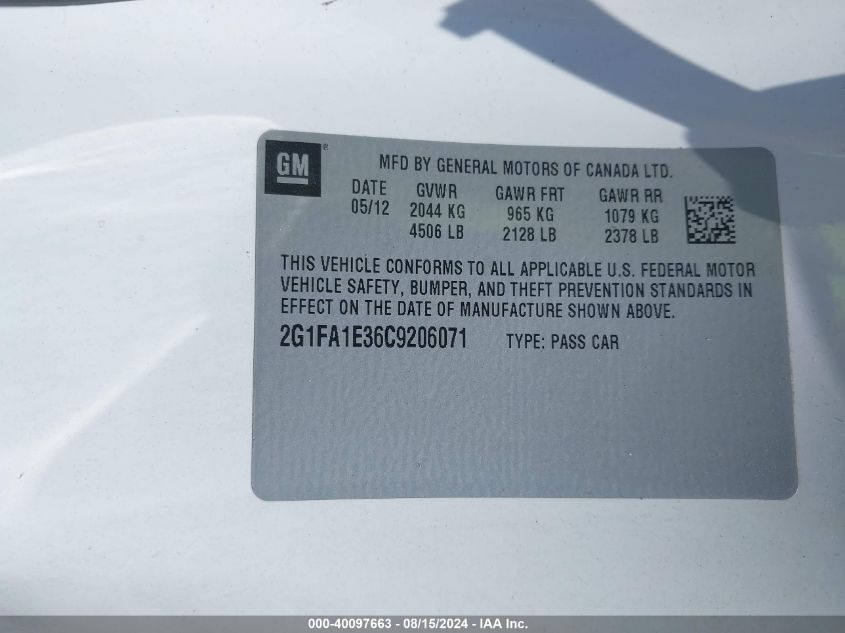 GM®
MFD BY GENERAL MOTORS OF CANADA LTD.
DATE GVWR GAWR FRT GAWR RR
05/12 2044 KG 965 KG 1079 KG
4506 LB 2128 LB 2378 LB
THIS VEHICLE CONFORMS TO ALL APPLICABLE U.S. FEDERAL MOTOR
VEHICLE SAFETY, BUMPER, AND THEFT PREVENTION STANDARDS IN
EFFECT ON THE DATE OF MANUFACTURE SHOWN ABOVE.
2G1FA1E36C9206071 TYPE: PASS CAR
000-40097663 - 08/15/2024 - IAA Inc.